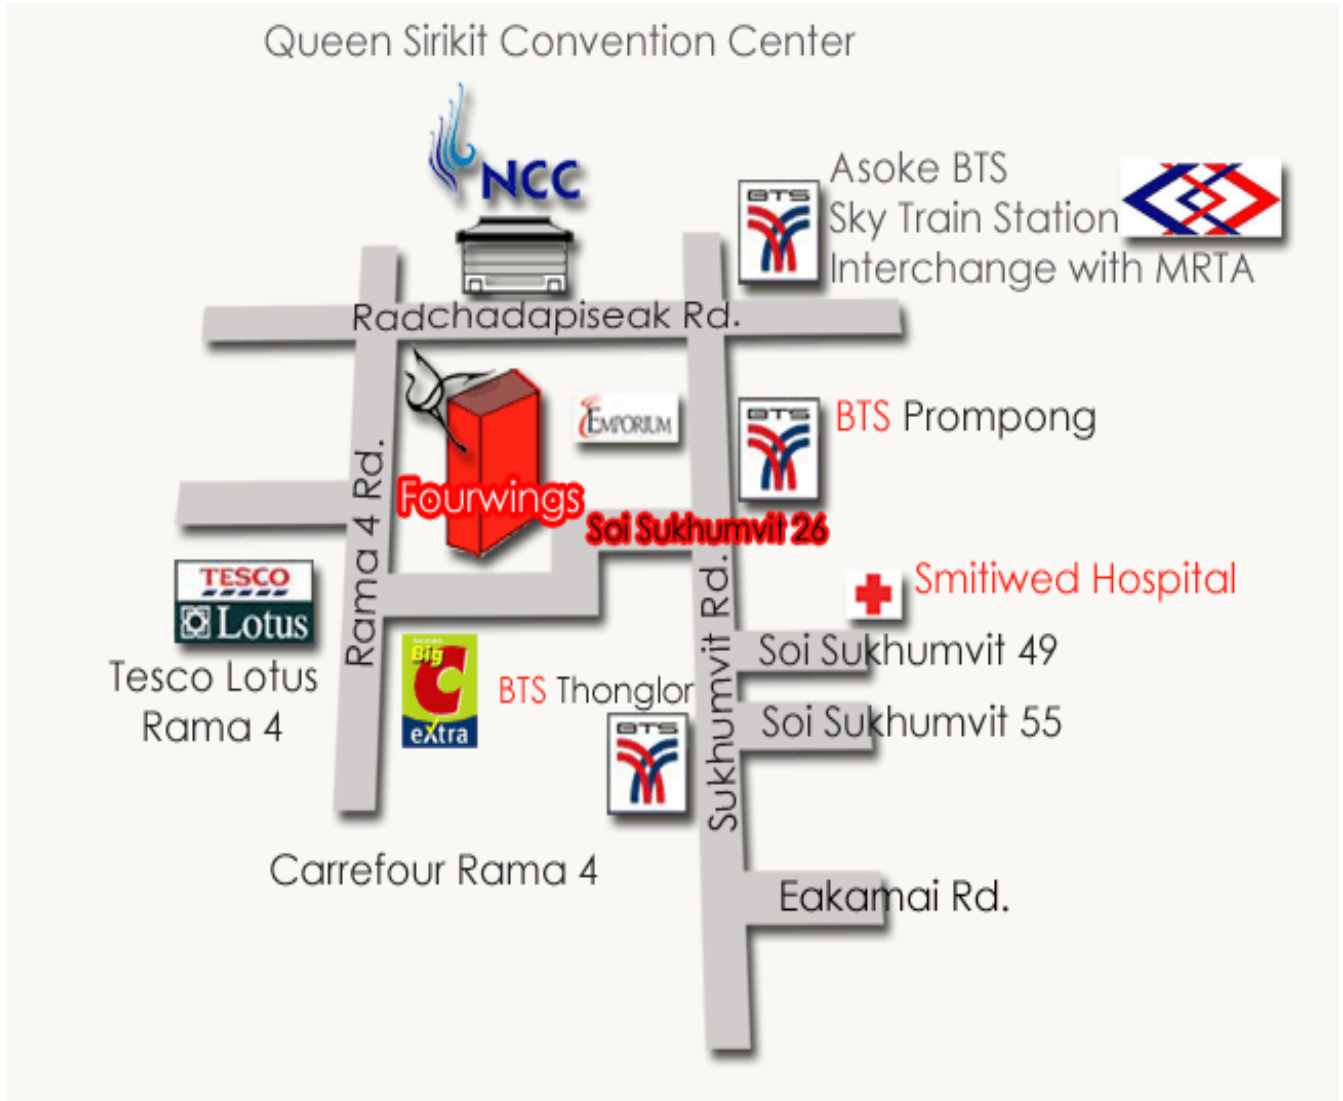 Queen Sirikit Convention Center
NCC
BTS
Asoke BTS
Sky Train Station
Interchange with MRTA
Radchadapiseak Rd.
EMPORIUM
BTS
BTS Prompong
Rama 4 Rd.
Fourwings
Soi Sukhumvit 26
TESCO
Lotus
Tesco Lotus
Rama 4
Big
C
eXtra
BTS Thonglor
BTS
Sukhumvit Rd.
Smitiwed Hospital
Soi Sukhumvit 49
Soi Sukhumvit 55
Carrefour Rama 4
Eakamai Rd.